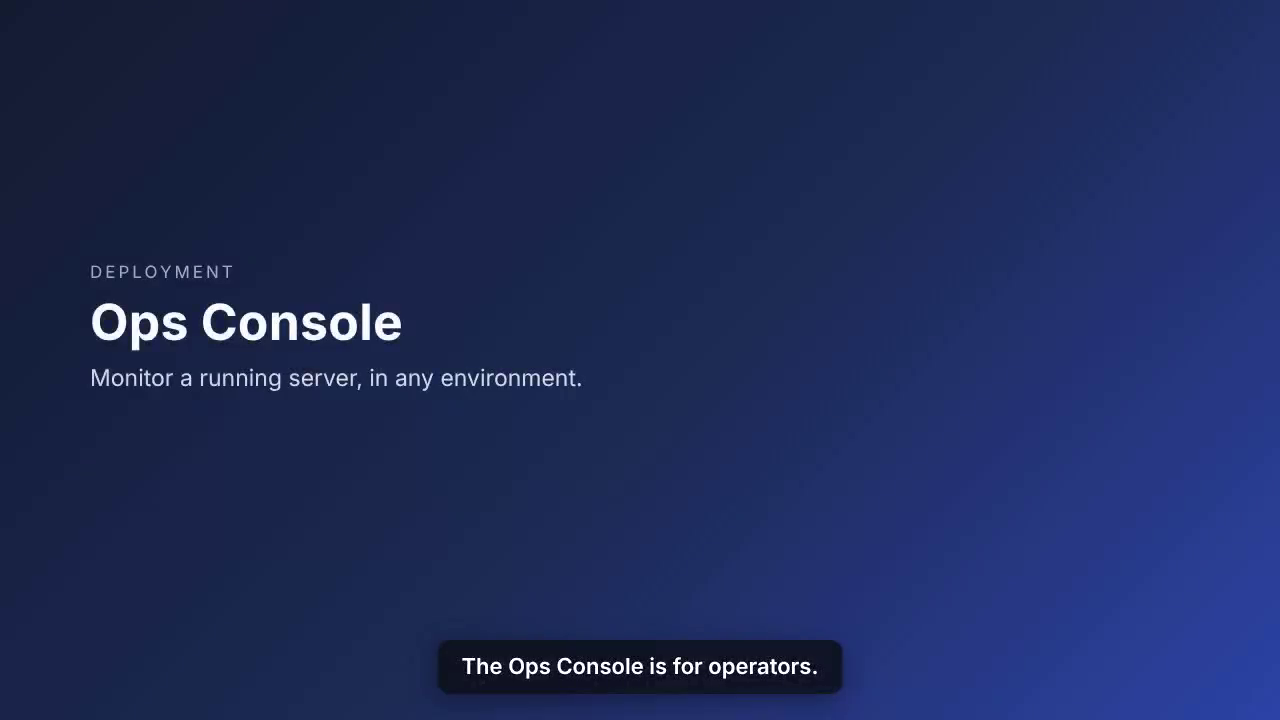 DEPLOYMENT
Ops Console
Monitor a running server, in any environment.
The Ops Console is for operators.